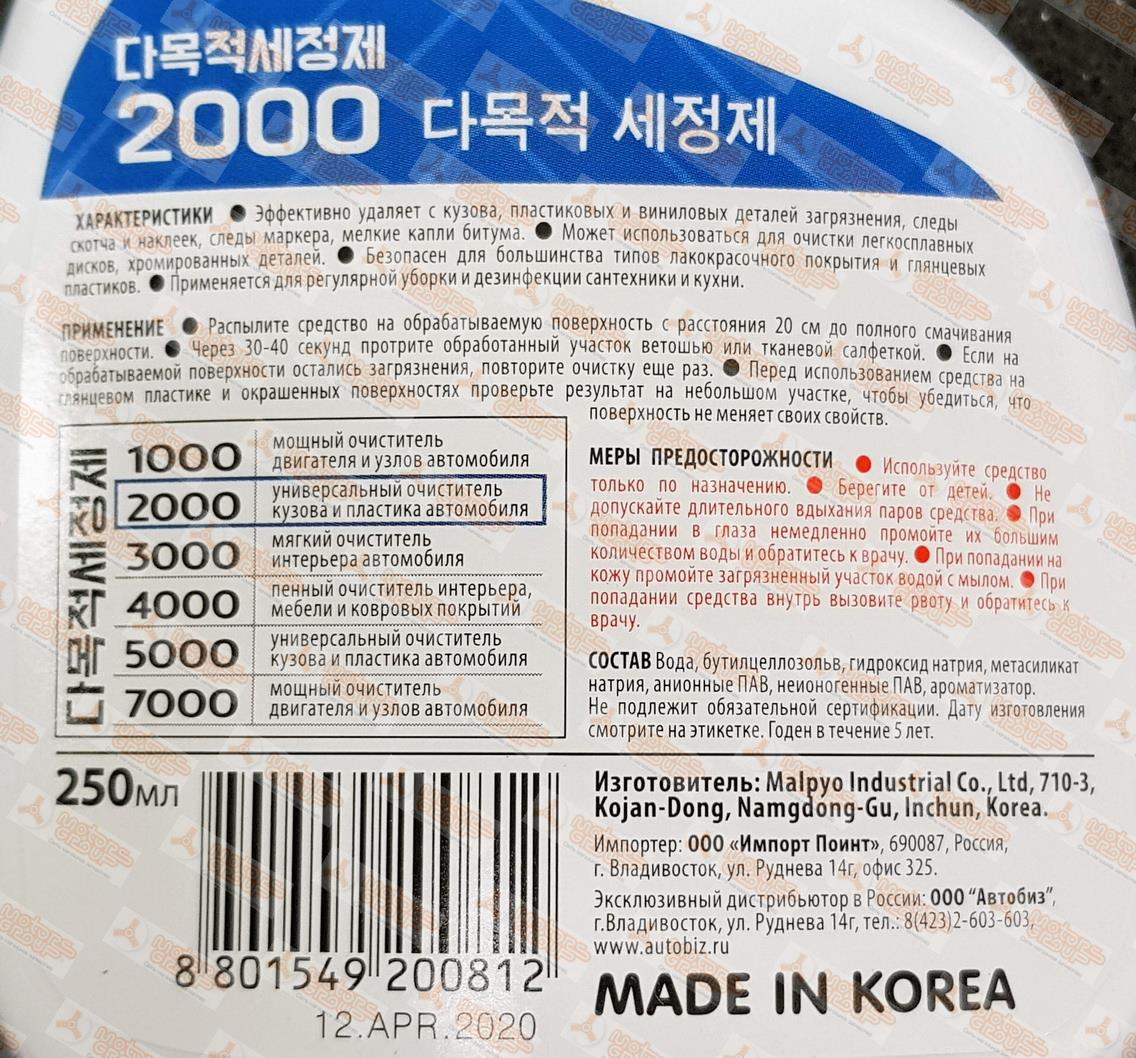 다목적세정제
2000 다목적 세정제
ХАРАКТЕРИСТИКИ ● Эффективно удаляет с кузова, пластиковых и виниловых деталей загрязнения, следы
скотча и наклеек, следы маркера, мелкие капли битума. ● Может использоваться для очистки легкосплавных
дисков, хромированных деталей. ● Безопасен для большинства типов лакокрасочного покрытия и глянцевых
пластиков. ● Применяется для регулярной уборки и дезинфекции сантехники и кухни.
ПРИМЕНЕНИЕ ● Распылите средство на обрабатываемую поверхность с расстояния 20 см до полного смачивания
поверхности. ● Через 30-40 секунд протрите обработанный участок ветошью или тканевой салфеткой. ● Если на
обрабатываемой поверхности остались загрязнения, повторите очистку еще раз. ● Перед использованием средства на
глянцевом пластике и окрашенных поверхностях проверьте результат на небольшом участке, чтобы убедиться, что
поверхность не меняет своих свойств.
다목적세정제
1000 мощный очиститель
двигателя и узлов автомобиля
2000 универсальный очиститель
кузова и пластика автомобиля
3000 мягкий очиститель
интерьера автомобиля
4000 пенный очиститель интерьера,
мебели и ковровых покрытий
5000 универсальный очиститель
кузова и пластика автомобиля
7000 мощный очиститель
двигателя и узлов автомобиля
МЕРЫ ПРЕДОСТОРОЖНОСТИ ● Используйте средство
только по назначению. ● Берегите от детей. ● Не
допускайте длительного вдыхания паров средства. ● При
попадании в глаза немедленно промойте их большим
количеством воды и обратитесь к врачу. ● При попадании на
кожу промойте загрязненный участок водой с мылом. ● При
попадании средства внутрь вызовите рвоту и обратитесь к
врачу.
СОСТАВ Вода, бутилцеллозольв, гидроксид натрия, метасиликат
натрия, анионные ПАВ, неионогенные ПАВ, ароматизатор.
Не подлежит обязательной сертификации. Дату изготовления
смотрите на этикетке. Годен в течение 5 лет.
250мл
8 801549 200812
12.APR.2020
Изготовитель: Malpyo Industrial Co., Ltd, 710-3,
Kojan-Dong, Namgdong-Gu, Inchun, Korea.
Импортер: ООО «Импорт Поинт», 690087, Россия,
г. Владивосток, ул. Руднева 14г, офис 325.
Эксклюзивный дистрибьютор в России: ООО "Автобиз",
г.Владивосток, ул. Руднева 14г, тел.: 8(423)2-603-603,
www.autobiz.ru
MADE IN KOREA